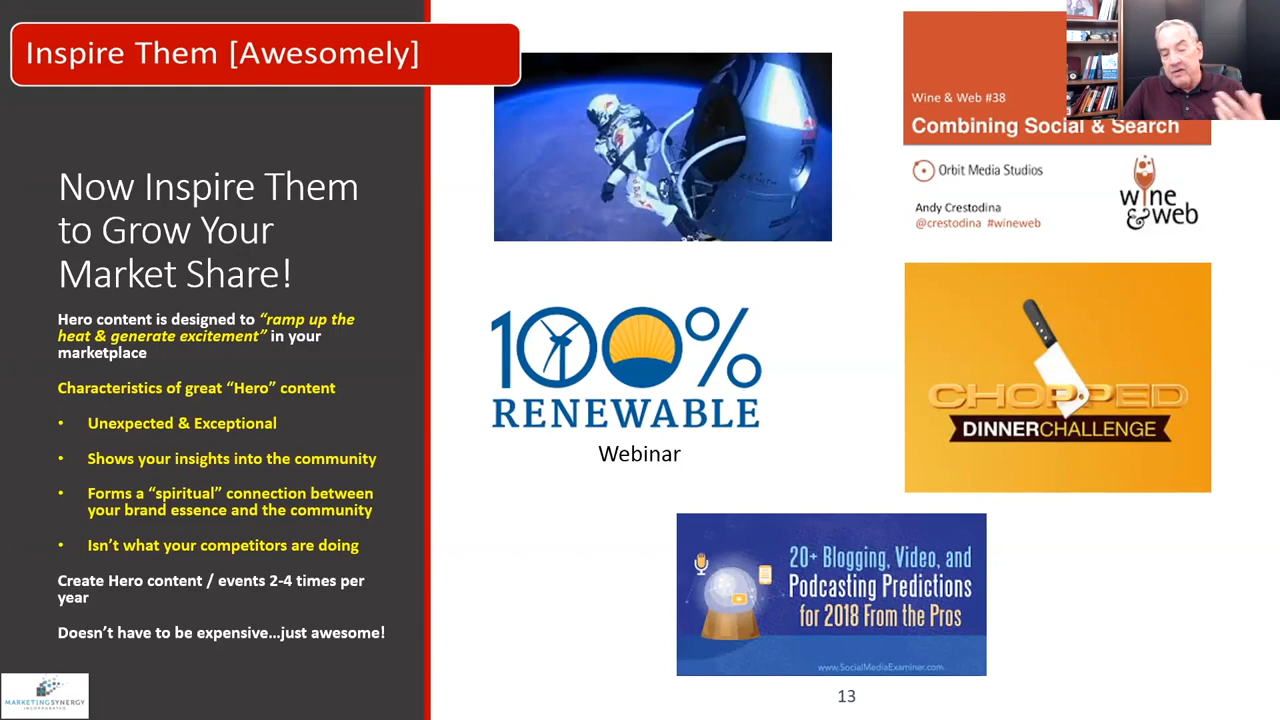 Inspire Them [Awesomely]
Now Inspire Them
to Grow Your
Market Share!
Hero content is designed to “ramp up the
heat & generate excitement” in your
marketplace
Characteristics of great “Hero” content
• Unexpected & Exceptional
• Shows your insights into the community
• Forms a “spiritual” connection between
your brand essence and the community
• Isn’t what your competitors are doing
Create Hero content / events 2-4 times per
year
Doesn’t have to be expensive...just awesome!
MARKETINGSYNERGY
INCORPORATED
100%
RENEWABLE
Webinar
Wine & Web #38
Combining Social & Search
Orbit Media Studios
Andy Crestodina
@crestodina #wineweb
wine
&web
CHOPPED
DINNERCHALLENGE
20+ Blogging, Video, and
Podcasting Predictions
for 2018 From the Pros
www.SocialMediaExaminer.com
13